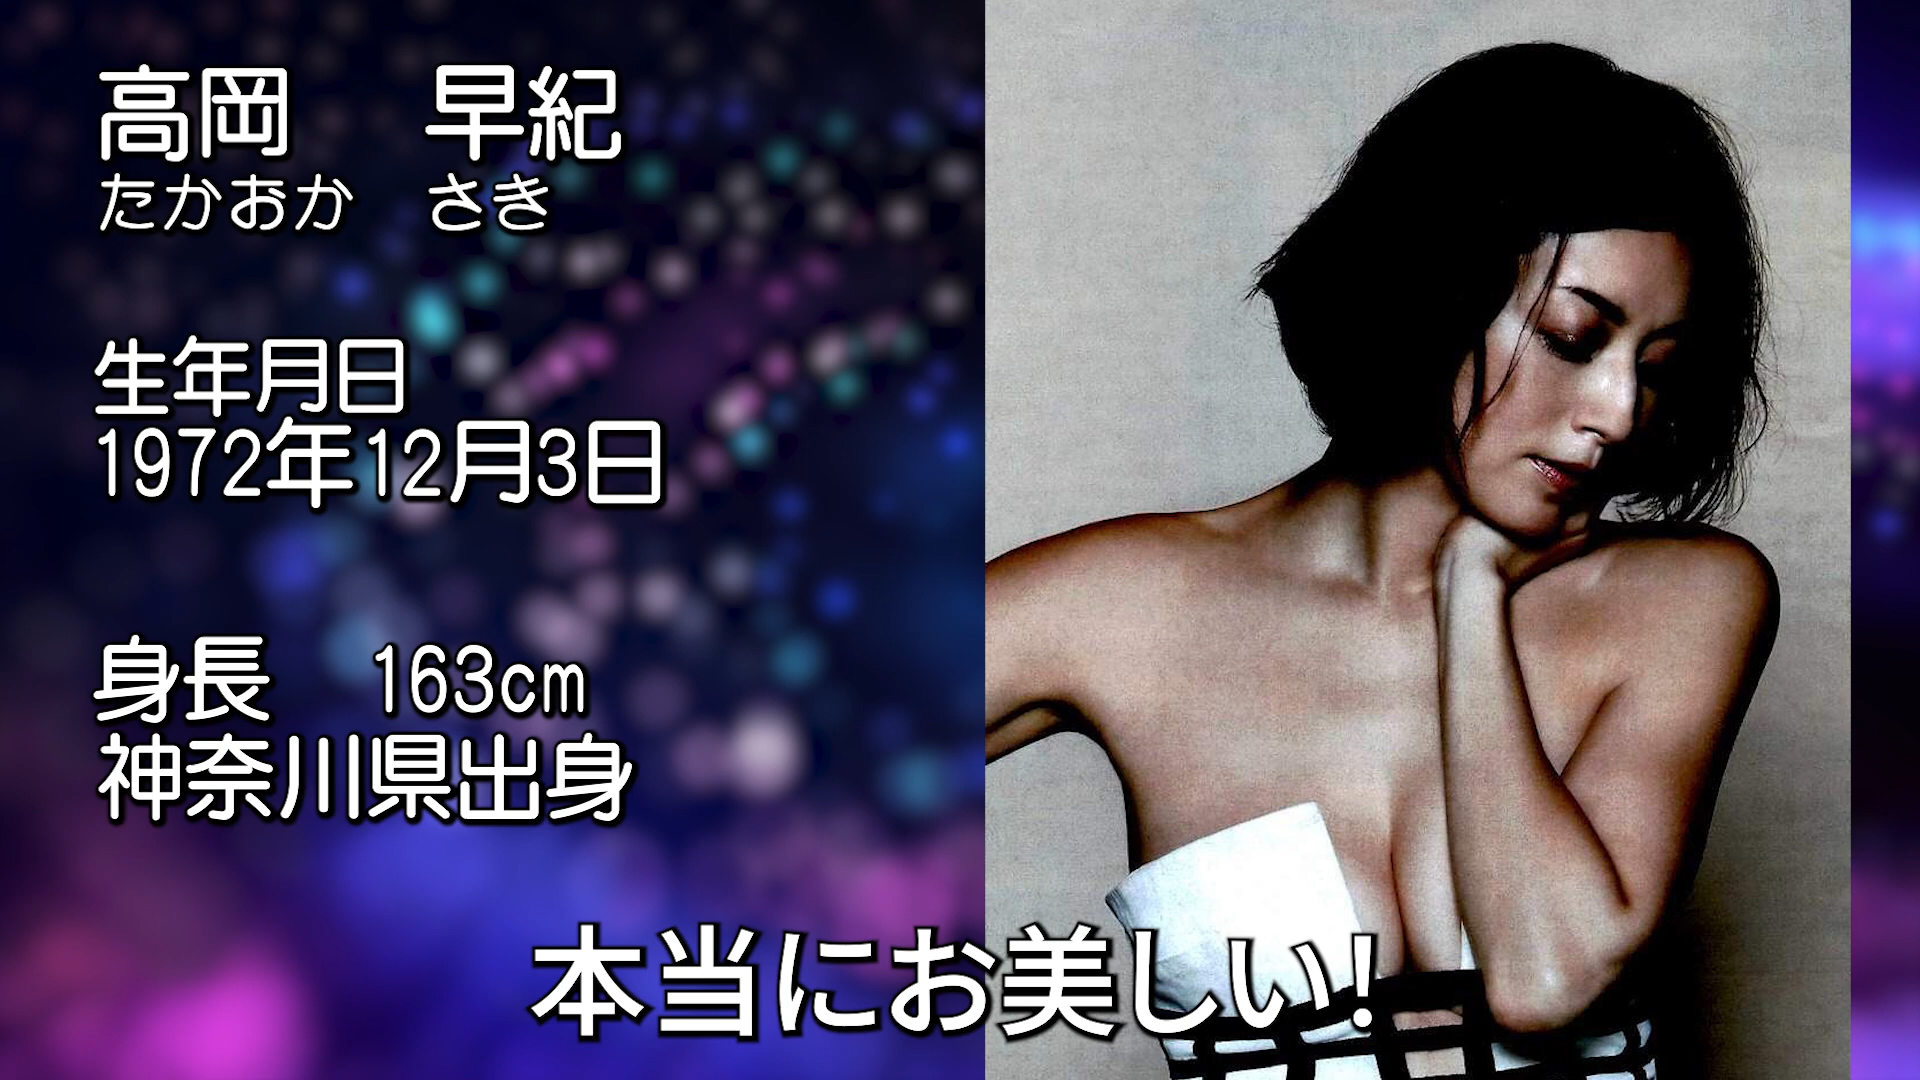 高岡　早紀
たかおか　さき
生年月日
1972年12月3日
身長　163cm
神奈川県出身
本当にお美しい!